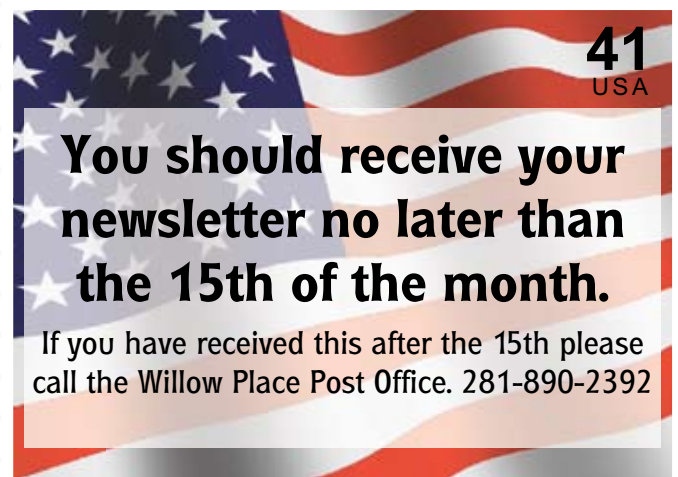 41
USA
You should receive your
newsletter no later than
the 15th of the month.
If you have received this after the 15th please
call the Willow Place Post Office. 281-890-2392